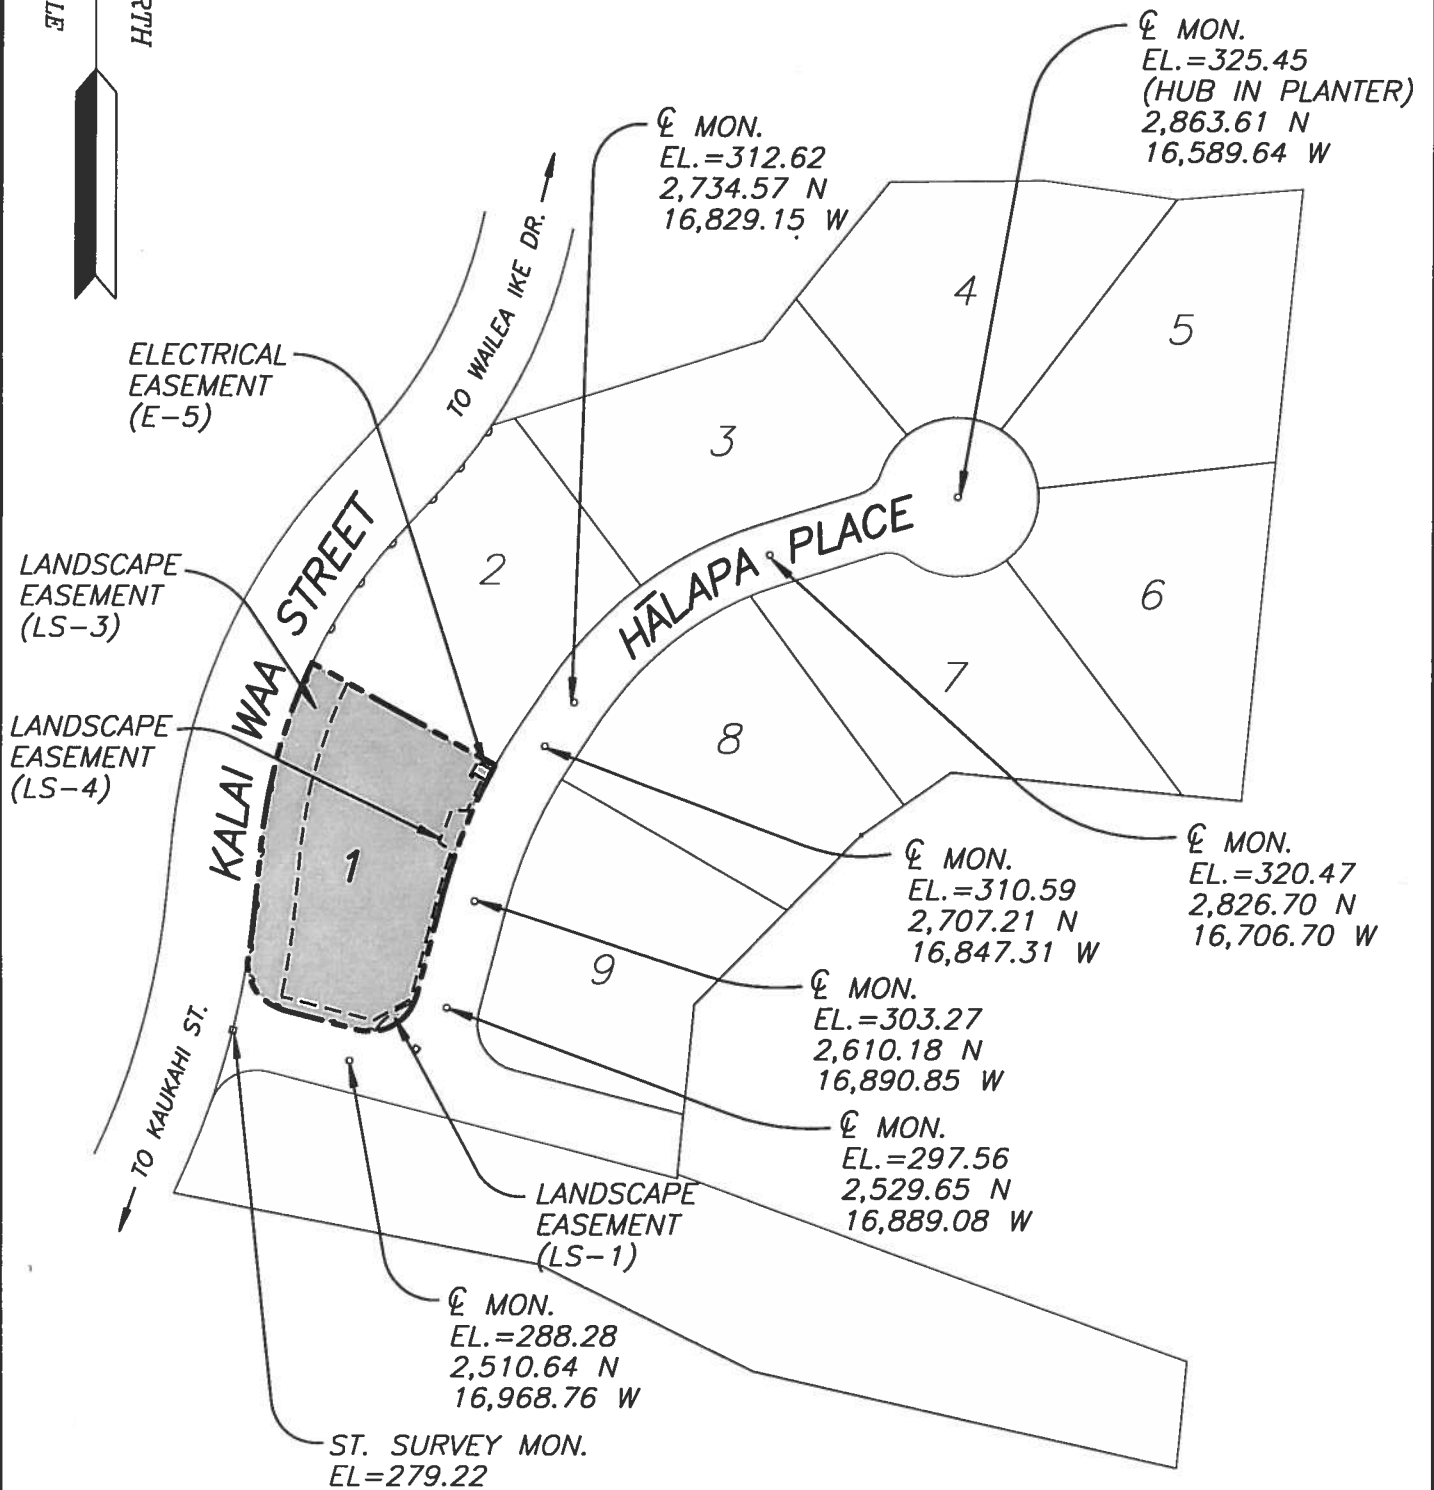 RTH
LE
℄ MON.
EL.=325.45
(HUB IN PLANTER)
2,863.61 N
16,589.64 W
℄ MON.
EL.=312.62
2,734.57 N
16,829.15 W
TO WAILEA IKE DR.
ELECTRICAL
EASEMENT
(E-5)
4
5
3
2
6
7
8
1
9
HĀLAPA PLACE
KALAI WAA STREET
LANDSCAPE
EASEMENT
(LS-3)
LANDSCAPE
EASEMENT
(LS-4)
℄ MON.
EL.=320.47
2,826.70 N
16,706.70 W
℄ MON.
EL.=310.59
2,707.21 N
16,847.31 W
℄ MON.
EL.=303.27
2,610.18 N
16,890.85 W
℄ MON.
EL.=297.56
2,529.65 N
16,889.08 W
TO KAUKAHI ST.
LANDSCAPE
EASEMENT
(LS-1)
℄ MON.
EL.=288.28
2,510.64 N
16,968.76 W
ST. SURVEY MON.
EL=279.22